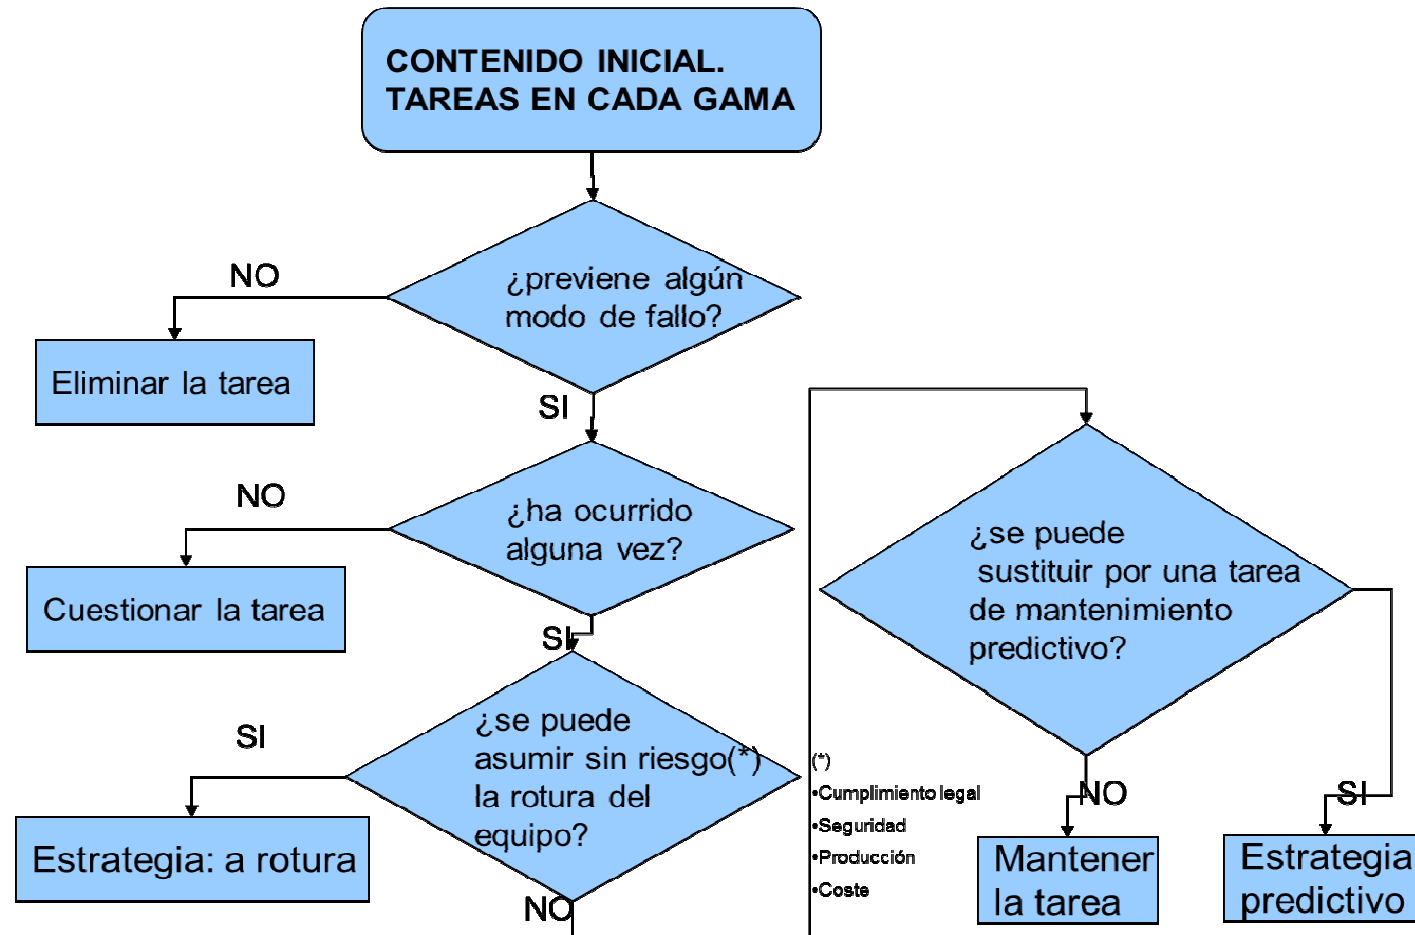 CONTENIDO INICIAL.
TAREAS EN CADA GAMA
NO
¿previene algún
modo de fallo?
Eliminar la tarea
SI
NO
¿ha ocurrido
alguna vez?
Cuestionar la tarea
SI
SI
¿se puede
asumir sin riesgo(*)
la rotura del
equipo?
Estrategia: a rotura
NO
¿se puede
sustituir por una tarea
de mantenimiento
predictivo?
(*)
•Cumplimiento legal
•Seguridad
•Producción
•Coste
NO
SI
Mantener
la tarea
Estrategia
predictivo